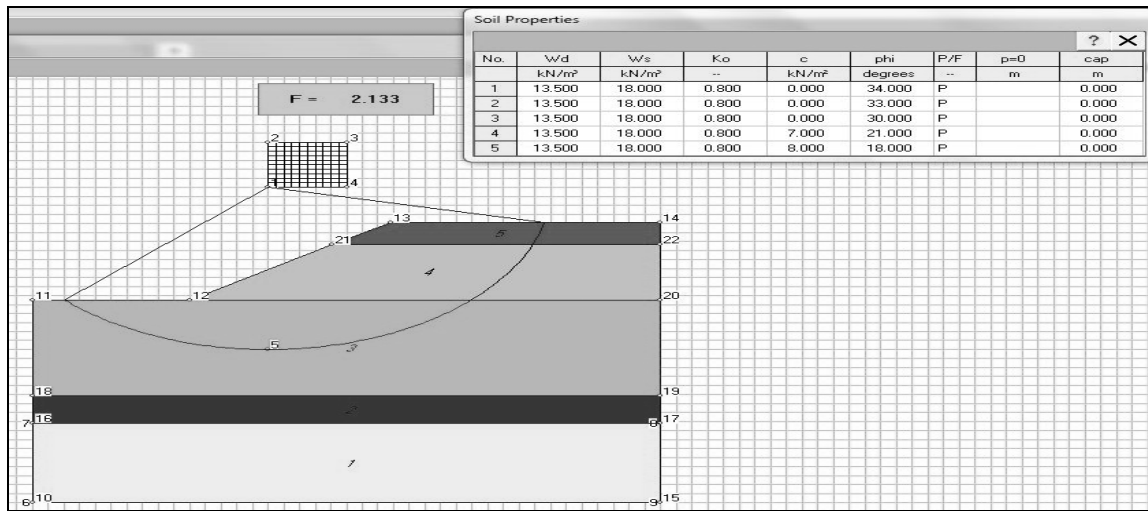 Soil Properties
?
No. Wd Ws Ko c phi P/F p=0 cap
kN/m³ kN/m³ -- kN/m² degrees -- m m
1 13.500 18.000 0.800 0.000 34.000 P 0.000
2 13.500 18.000 0.800 0.000 33.000 P 0.000
3 13.500 18.000 0.800 0.000 30.000 P 0.000
4 13.500 18.000 0.800 7.000 21.000 P 0.000
5 13.500 18.000 0.800 8.000 18.000 P 0.000
F = 2.133
2 3
1 4
13 14
5
21 22
4
11 12 20
5 3
18 19
2
7 16 8 17
1
6 10 9 15